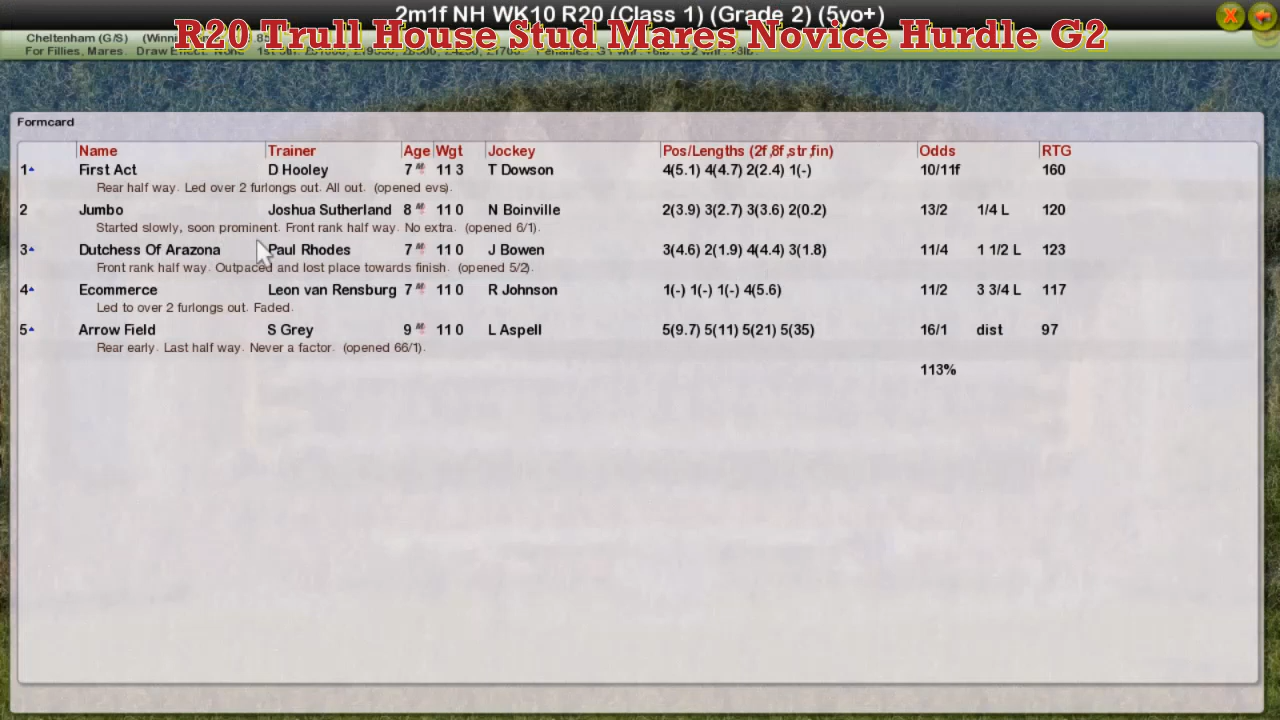 2m1f NH WK10 R20 (Class 1) (Grade 2) (5yo+)
R20 Trull House Stud Mares Novice Hurdle G2
Cheltenham (G/S)
For Fillies, Mares. Draw Effect: None
Formcard
Name Trainer Age Wgt Jockey Pos/Lengths (2f,8f,str,fin) Odds RTG
1 First Act D Hooley 7 11 3 T Dowson 4(5.1) 4(4.7) 2(2.4) 1(-) 10/11f 160
Rear half way. Led over 2 furlongs out. All out. (opened evs).
2 Jumbo Joshua Sutherland 8 11 0 N Boinville 2(3.9) 3(2.7) 3(3.6) 2(0.2) 13/2 1/4 L 120
Started slowly, soon prominent. Front rank half way. No extra. (opened 6/1).
3 Dutchess Of Arazona Paul Rhodes 7 11 0 J Bowen 3(4.6) 2(1.9) 4(4.4) 3(1.8) 11/4 1 1/2 L 123
Front rank half way. Outpaced and lost place towards finish. (opened 5/2).
4 Ecommerce Leon van Rensburg 7 11 0 R Johnson 1(-) 1(-) 1(-) 4(5.6) 11/2 3 3/4 L 117
Led to over 2 furlongs out. Faded.
5 Arrow Field S Grey 9 11 0 L Aspell 5(9.7) 5(11) 5(21) 5(35) 16/1 dist 97
Rear early. Last half way. Never a factor. (opened 66/1).
113%